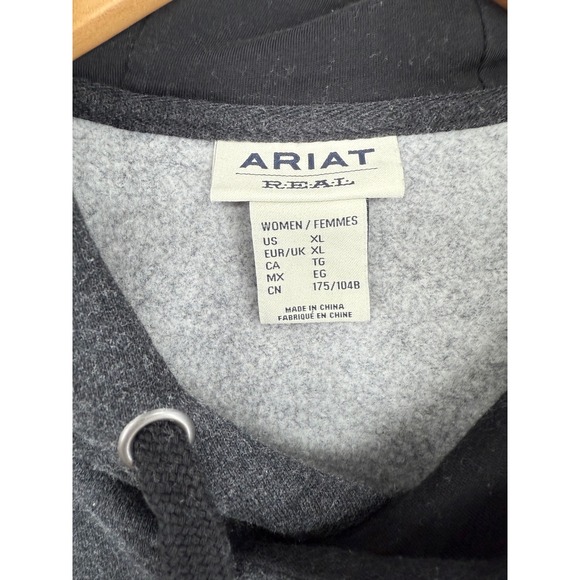 ARIAT
R.E.A.L.
WOMEN / FEMMES
US XL
EUR/UK XL
CA TG
MX EG
CN 175/104B
MADE IN CHINA
FABRIQUÉ EN CHINE